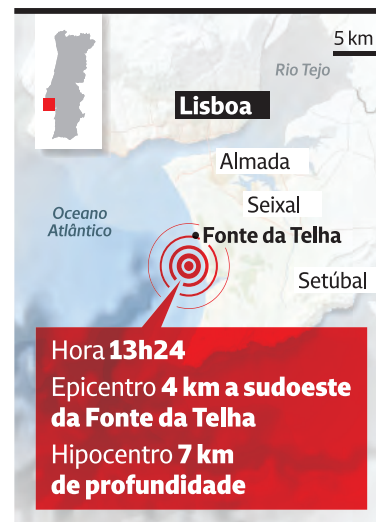 5 km
Rio Tejo
Lisboa
Almada
Seixal
Oceano
Atlântico
Fonte da Telha
Setúbal
Hora 13h24
Epicentro 4 km a sudoeste
da Fonte da Telha
Hipocentro 7 km
de profundidade